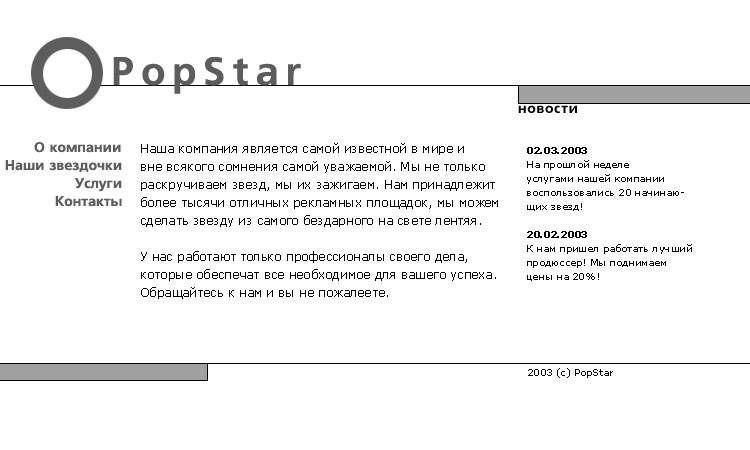 PopStar
О компании
Наши звездочки
Услуги
Контакты
Наша компания является самой известной в мире и
вне всякого сомнения самой уважаемой. Мы не только
раскручиваем звезд, мы их зажигаем. Нам принадлежит
более тысячи отличных рекламных площадок, мы можем
сделать звезду из самого бездарного на свете лентяя.
У нас работают только профессионалы своего дела,
которые обеспечат все необходимое для вашего успеха.
Обращайтесь к нам и вы не пожалеете.
новости
02.03.2003
На прошлой неделе
услугами нашей компании
воспользовались 20 начинаю-
щих звезд!
20.02.2003
К нам пришел работать лучший
продюссер! Мы поднимаем
цены на 20%!
2003 (c) PopStar